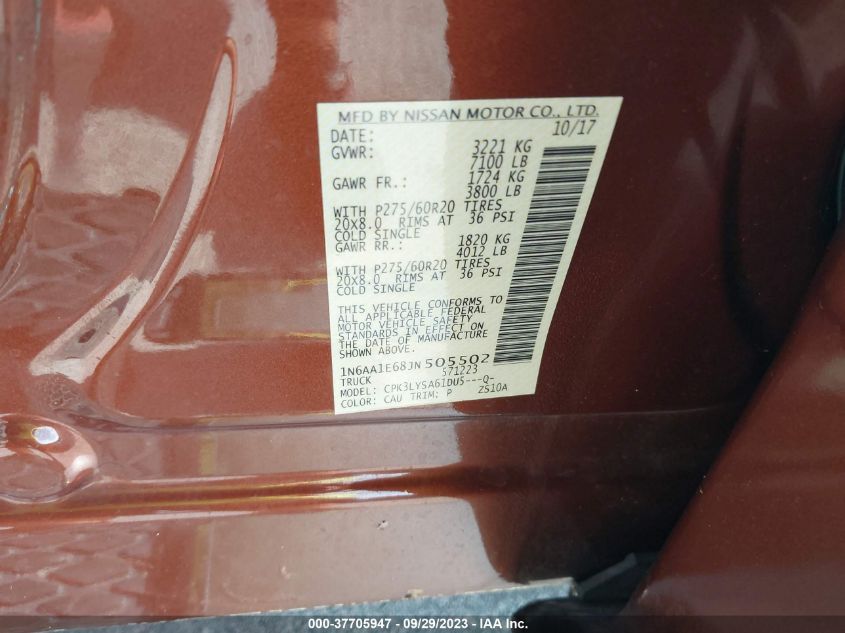 MFD BY NISSAN MOTOR CO., LTD.
DATE: 10/17
GVWR: 3221 KG
7100 LB
GAWR FR.: 1724 KG
3800 LB
WITH P275/60R20 TIRES
20X8.0 RIMS AT 36 PSI
COLD SINGLE
GAWR RR.: 1820 KG
4012 LB
WITH P275/60R20 TIRES
20X8.0 RIMS AT 36 PSI
COLD SINGLE
THIS VEHICLE CONFORMS TO
ALL APPLICABLE FEDERAL
MOTOR VEHICLE SAFETY
STANDARDS IN EFFECT ON
THE DATE OF MANUFACTURE
SHOWN ABOVE.
1N6AA1E68JN505502
TRUCK 571223
MODEL: CPK3LYSA61DU5---Q-
COLOR: CAU TRIM: P ZS10A
000-37705947 - 09/29/2023 - IAA Inc.